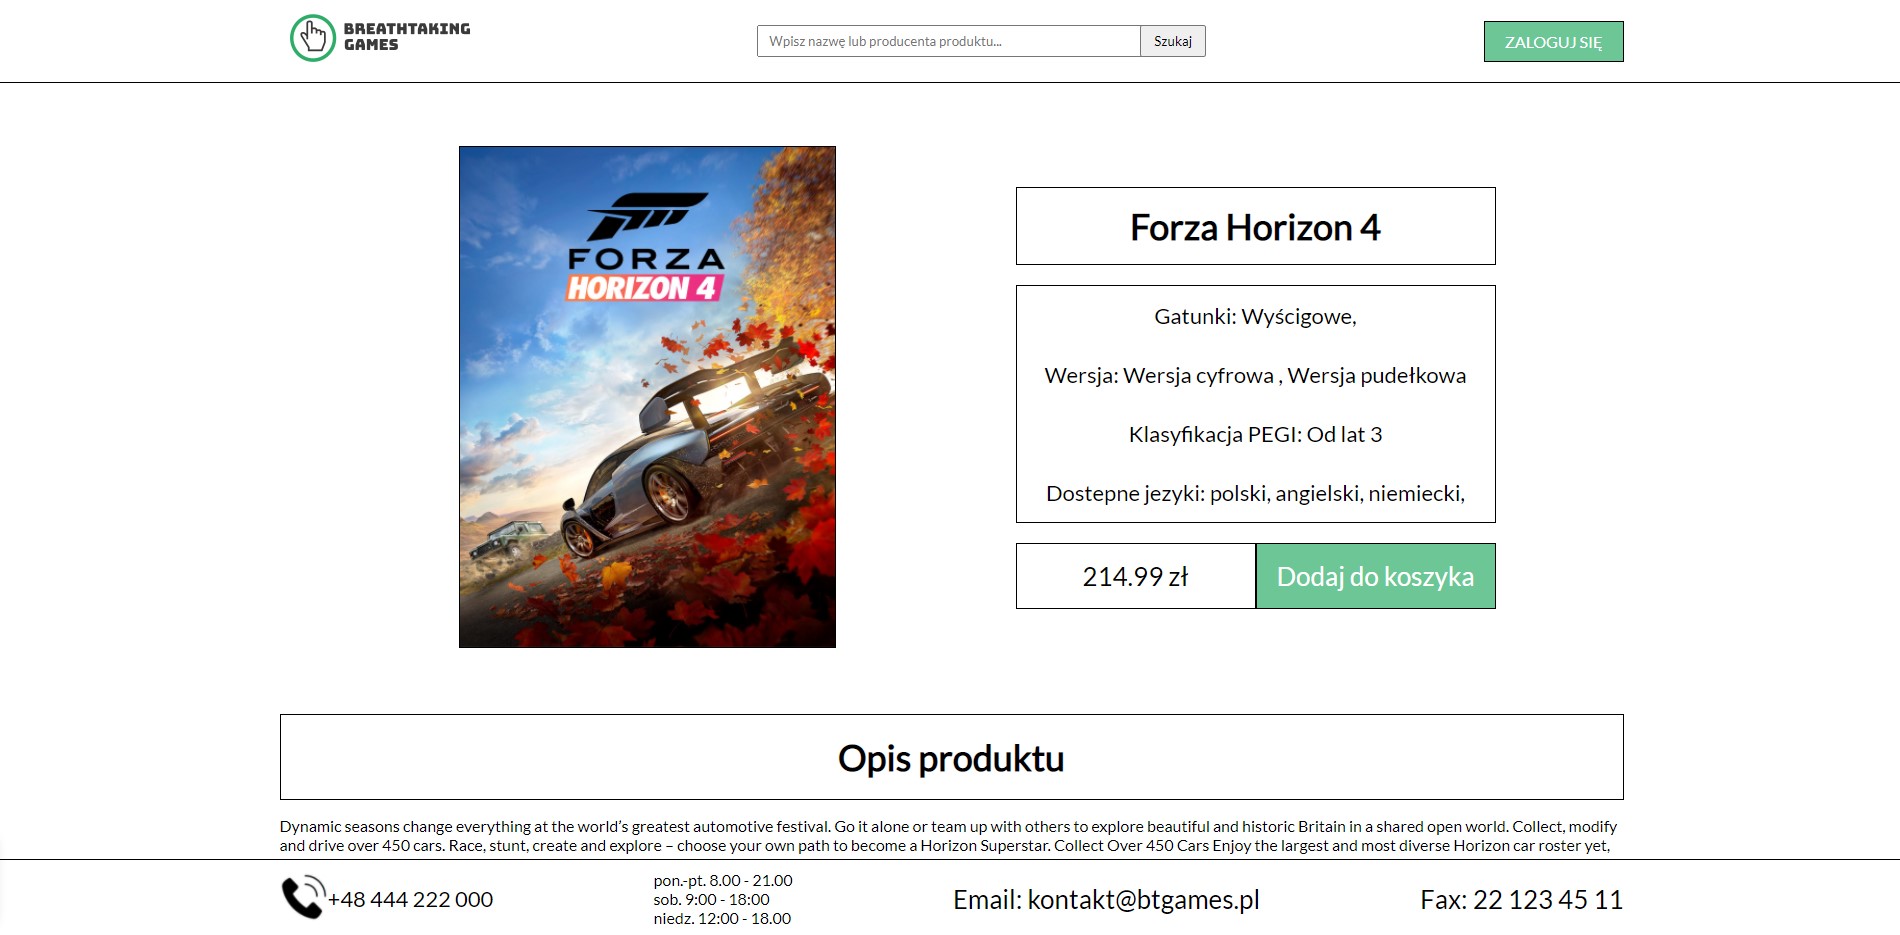 BREATHTAKING
GAMES
Wpisz nazwę lub producenta produktu...
Szukaj
ZALOGUJ SIĘ
FORZA
HORIZON 4
Forza Horizon 4
Gatunki: Wyścigowe,
Wersja: Wersja cyfrowa , Wersja pudełkowa
Klasyfikacja PEGI: Od lat 3
Dostepne jezyki: polski, angielski, niemiecki,
214.99 zł
Dodaj do koszyka
Opis produktu
Dynamic seasons change everything at the world’s greatest automotive festival. Go it alone or team up with others to explore beautiful and historic Britain in a shared open world. Collect, modify
and drive over 450 cars. Race, stunt, create and explore – choose your own path to become a Horizon Superstar. Collect Over 450 Cars Enjoy the largest and most diverse Horizon car roster yet,
+48 444 222 000
pon.-pt. 8.00 - 21.00
sob. 9:00 - 18:00
niedz. 12:00 - 18.00
Email: kontakt@btgames.pl
Fax: 22 123 45 11